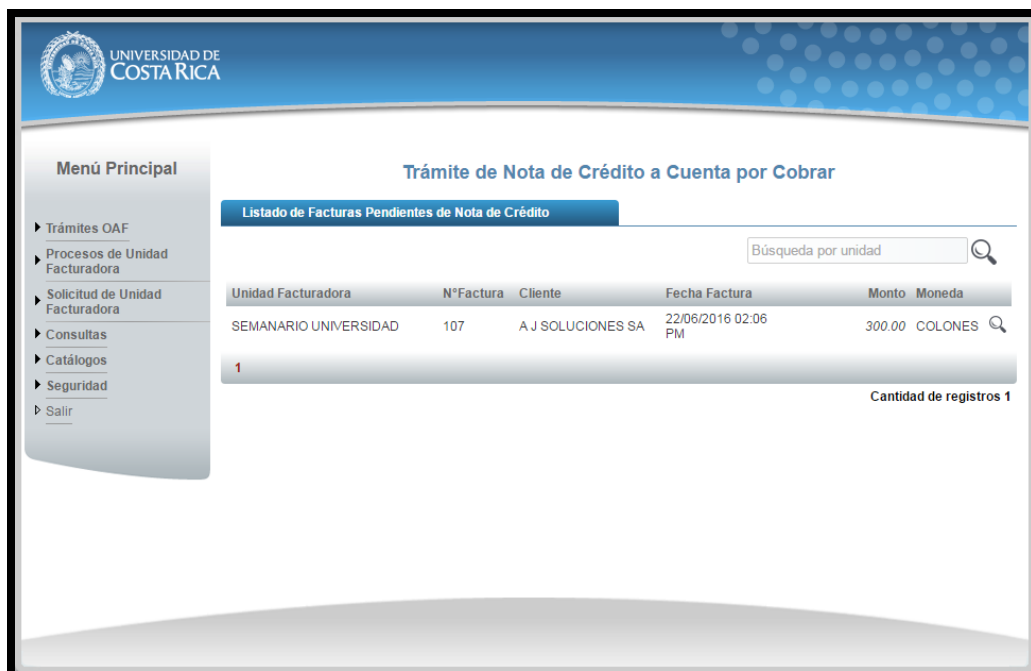 UNIVERSIDAD DE
COSTA RICA
Menú Principal
Trámites OAF
Procesos de Unidad
Facturadora
Solicitud de Unidad
Facturadora
Consultas
Catálogos
Seguridad
Salir
Trámite de Nota de Crédito a Cuenta por Cobrar
Listado de Facturas Pendientes de Nota de Crédito
Búsqueda por unidad
Unidad Facturadora N°Factura Cliente Fecha Factura Monto Moneda
SEMANARIO UNIVERSIDAD 107 A J SOLUCIONES SA 22/06/2016 02:06 300.00 COLONES
PM
1
Cantidad de registros 1